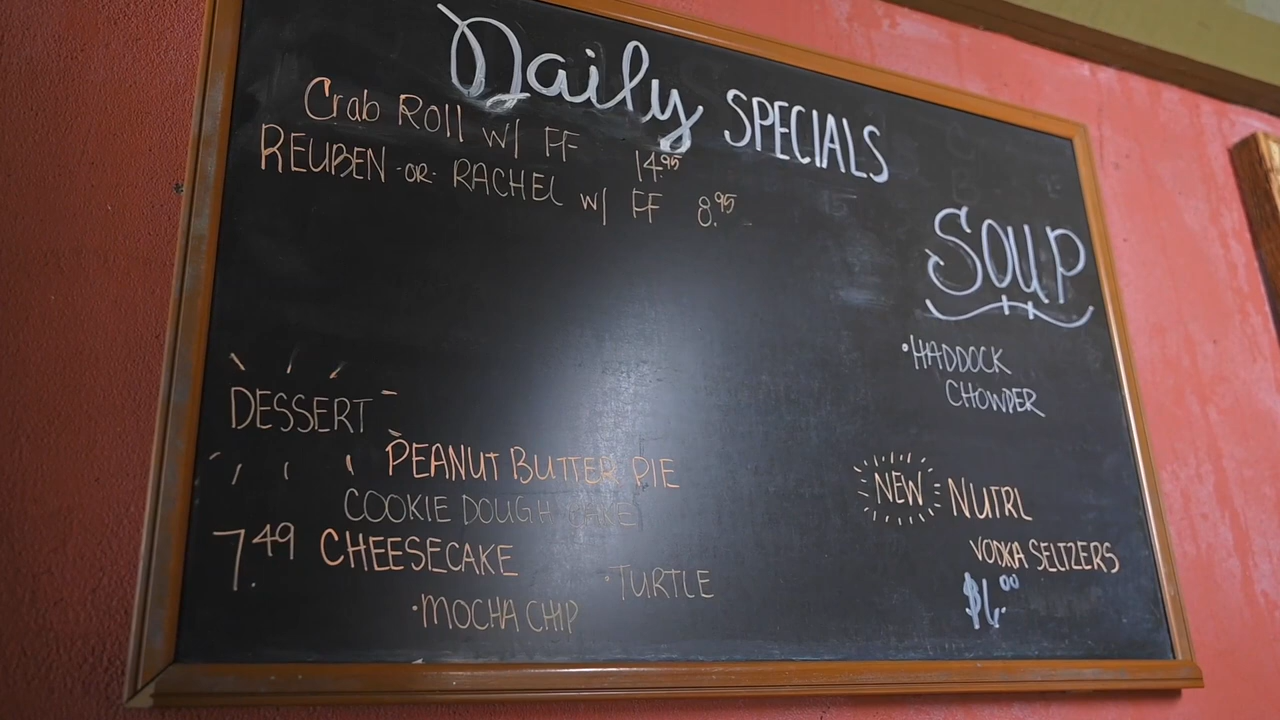 Daily SPECIALS
Crab Roll w/ FF 14.95
REUBEN -OR- RACHEL w/ FF 8.95
SOUP
• HADDOCK
CHOWDER
DESSERT
PEANUT BUTTER PIE
COOKIE DOUGH CAKE
7.49 CHEESECAKE
• TURTLE
• MOCHA CHIP
NEW NUTRL
VODKA SELTZERS
$6.00